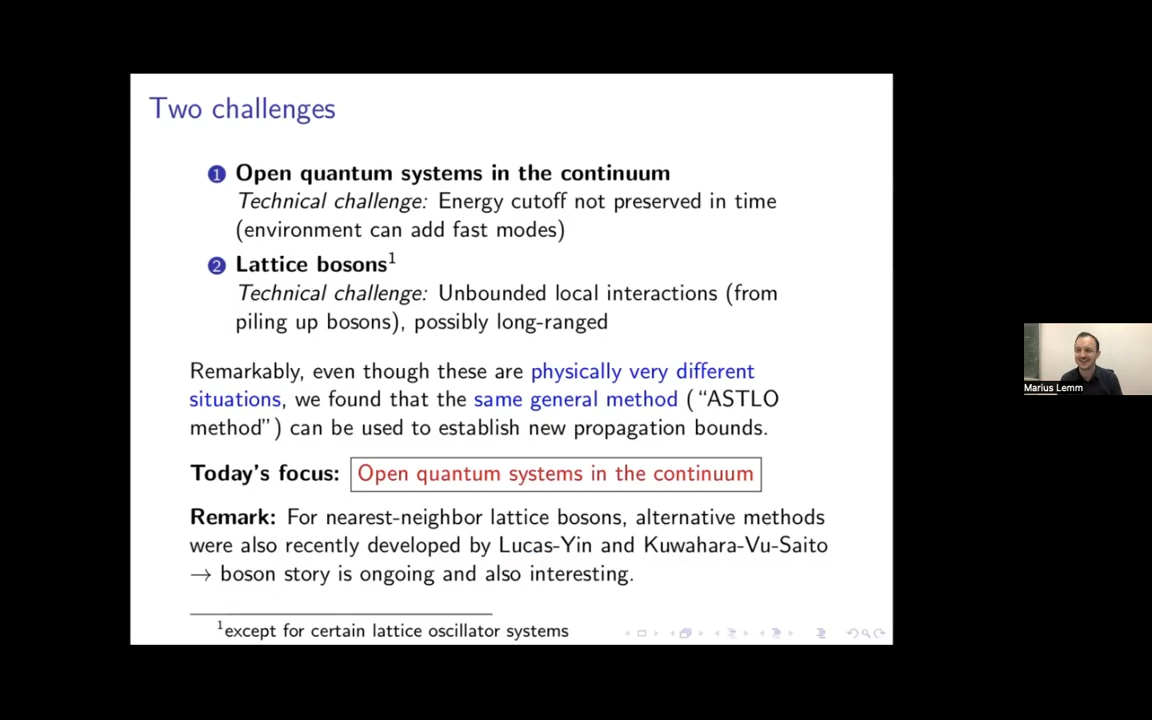 Two challenges
1 Open quantum systems in the continuum
Technical challenge: Energy cutoff not preserved in time
(environment can add fast modes)
2 Lattice bosons¹
Technical challenge: Unbounded local interactions (from
piling up bosons), possibly long-ranged
Remarkably, even though these are physically very different
situations, we found that the same general method (“ASTLO
method”) can be used to establish new propagation bounds.
Today's focus: Open quantum systems in the continuum
Remark: For nearest-neighbor lattice bosons, alternative methods
were also recently developed by Lucas-Yin and Kuwahara-Vu-Saito
→ boson story is ongoing and also interesting.
¹except for certain lattice oscillator systems
Marius Lemm